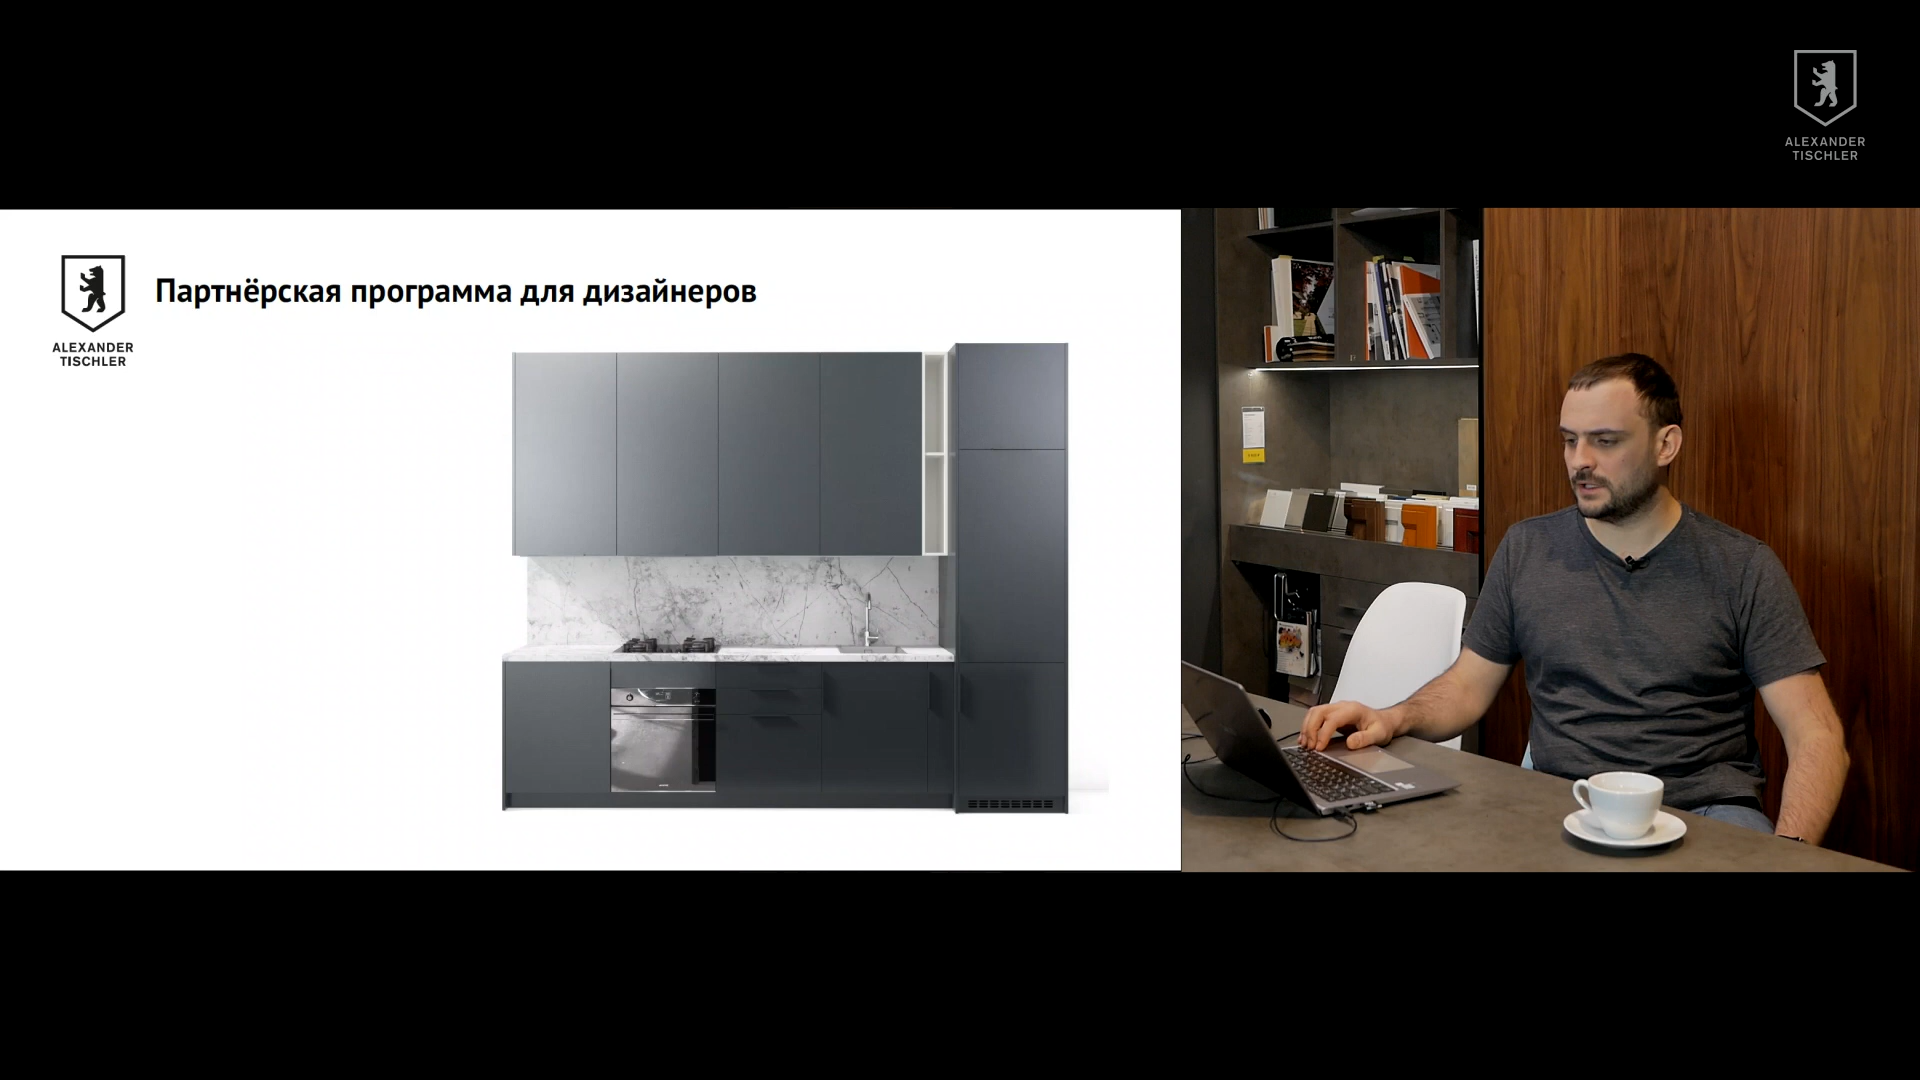 ALEXANDER
TISCHLER
Партнёрская программа для дизайнеров
ALEXANDER
TISCHLER